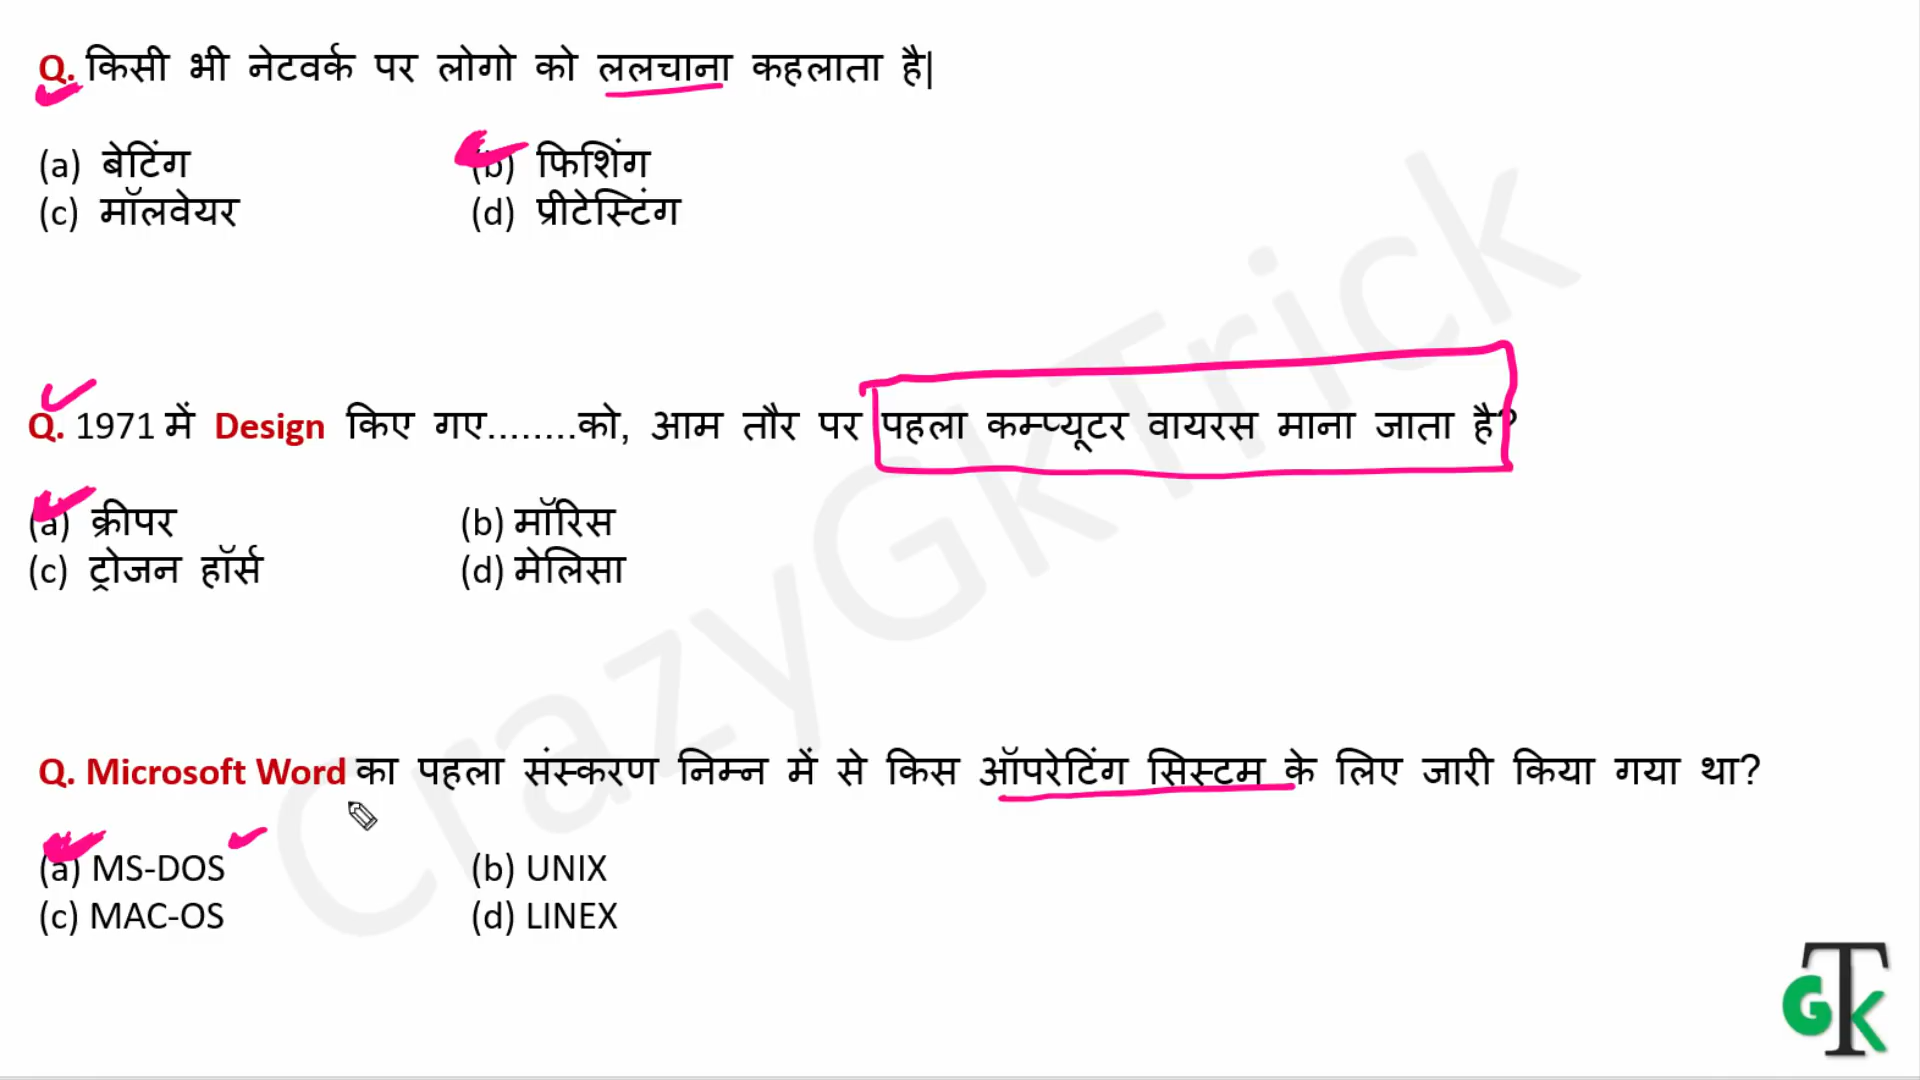 Q. किसी भी नेटवर्क पर लोगो को ललचाना कहलाता है|
(a) बेटिंग (b) फिशिंग
(c) मॉलवेयर (d) प्रीटेस्टिंग
Q. 1971 में Design किए गए........को, आम तौर पर पहला कम्प्यूटर वायरस माना जाता है?
(a) क्रीपर (b) मॉरिस
(c) ट्रोजन हॉर्स (d) मेलिसा
Q. Microsoft Word का पहला संस्करण निम्न में से किस ऑपरेटिंग सिस्टम के लिए जारी किया गया था?
(a) MS-DOS (b) UNIX
(c) MAC-OS (d) LINEX
CrazyGkTrick
GTK